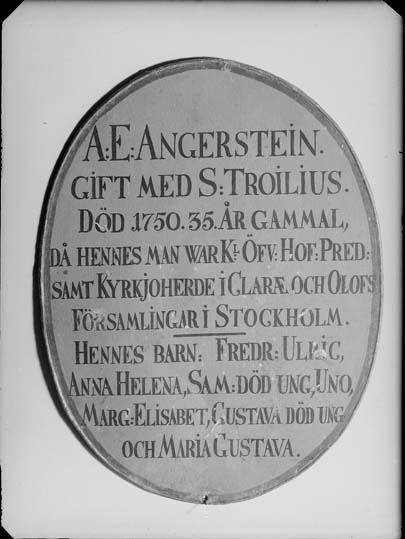 A:E:ANGERSTEIN.
GIFT MED S:TROILIUS.
DÖD 1750.35.ÅR GAMMAL,
DÅ HENNES MAN WAR Kl: ÖFV: HOF: PRED:
SAMT KYRKJOHERDE I CLARÆ.OCH OLOFS
FÖRSAMLINGAR I STOCKHOLM.
HENNES BARN: FREDR: ULRIC,
ANNA HELENA, SAM: DÖD UNG, UNO,
MARG: ELISABET, GUSTAVA DÖD UNG
OCH MARIA GUSTAVA.